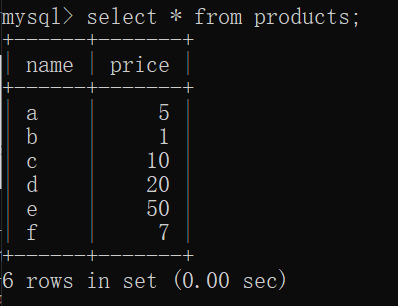 mysql> select * from products;
+------+-------+
| name | price |
+------+-------+
| a    |     5 |
| b    |     1 |
| c    |    10 |
| d    |    20 |
| e    |    50 |
| f    |     7 |
+------+-------+
6 rows in set (0.00 sec)